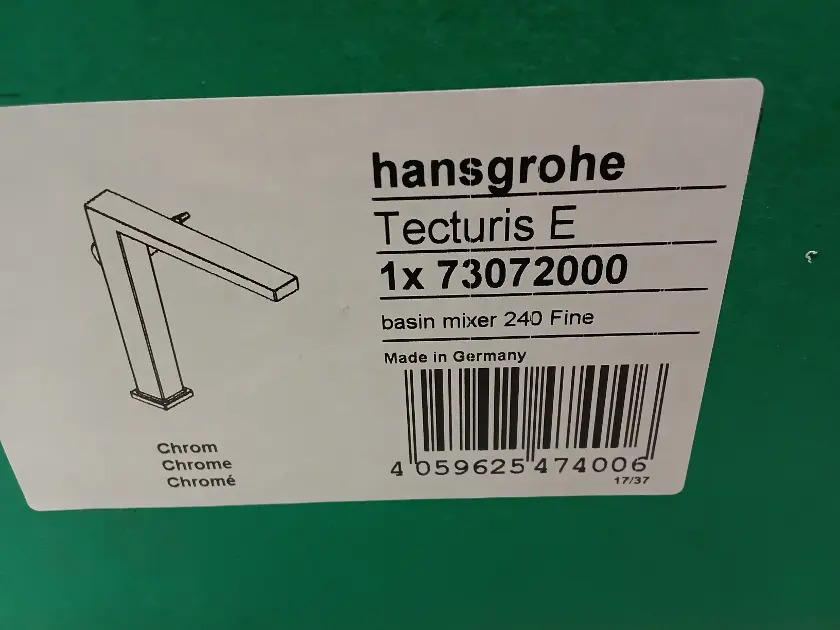 hansgrohe
Tecturis E
1x 73072000
basin mixer 240 Fine
Made in Germany
4 059625 474006
17/37
Chrom
Chrome
Chromé